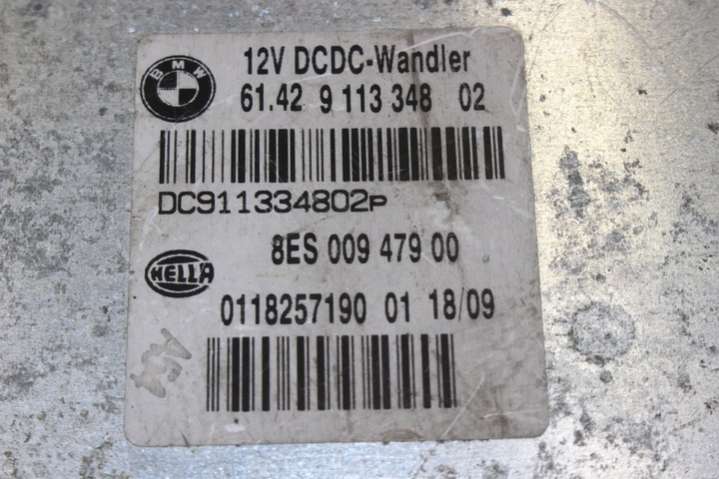 BMW
12V DCDC-Wandler
61.42 9 113 348 02
DC911334802P
8ES 009 479 00
HELLA
0118257190 01 18/09